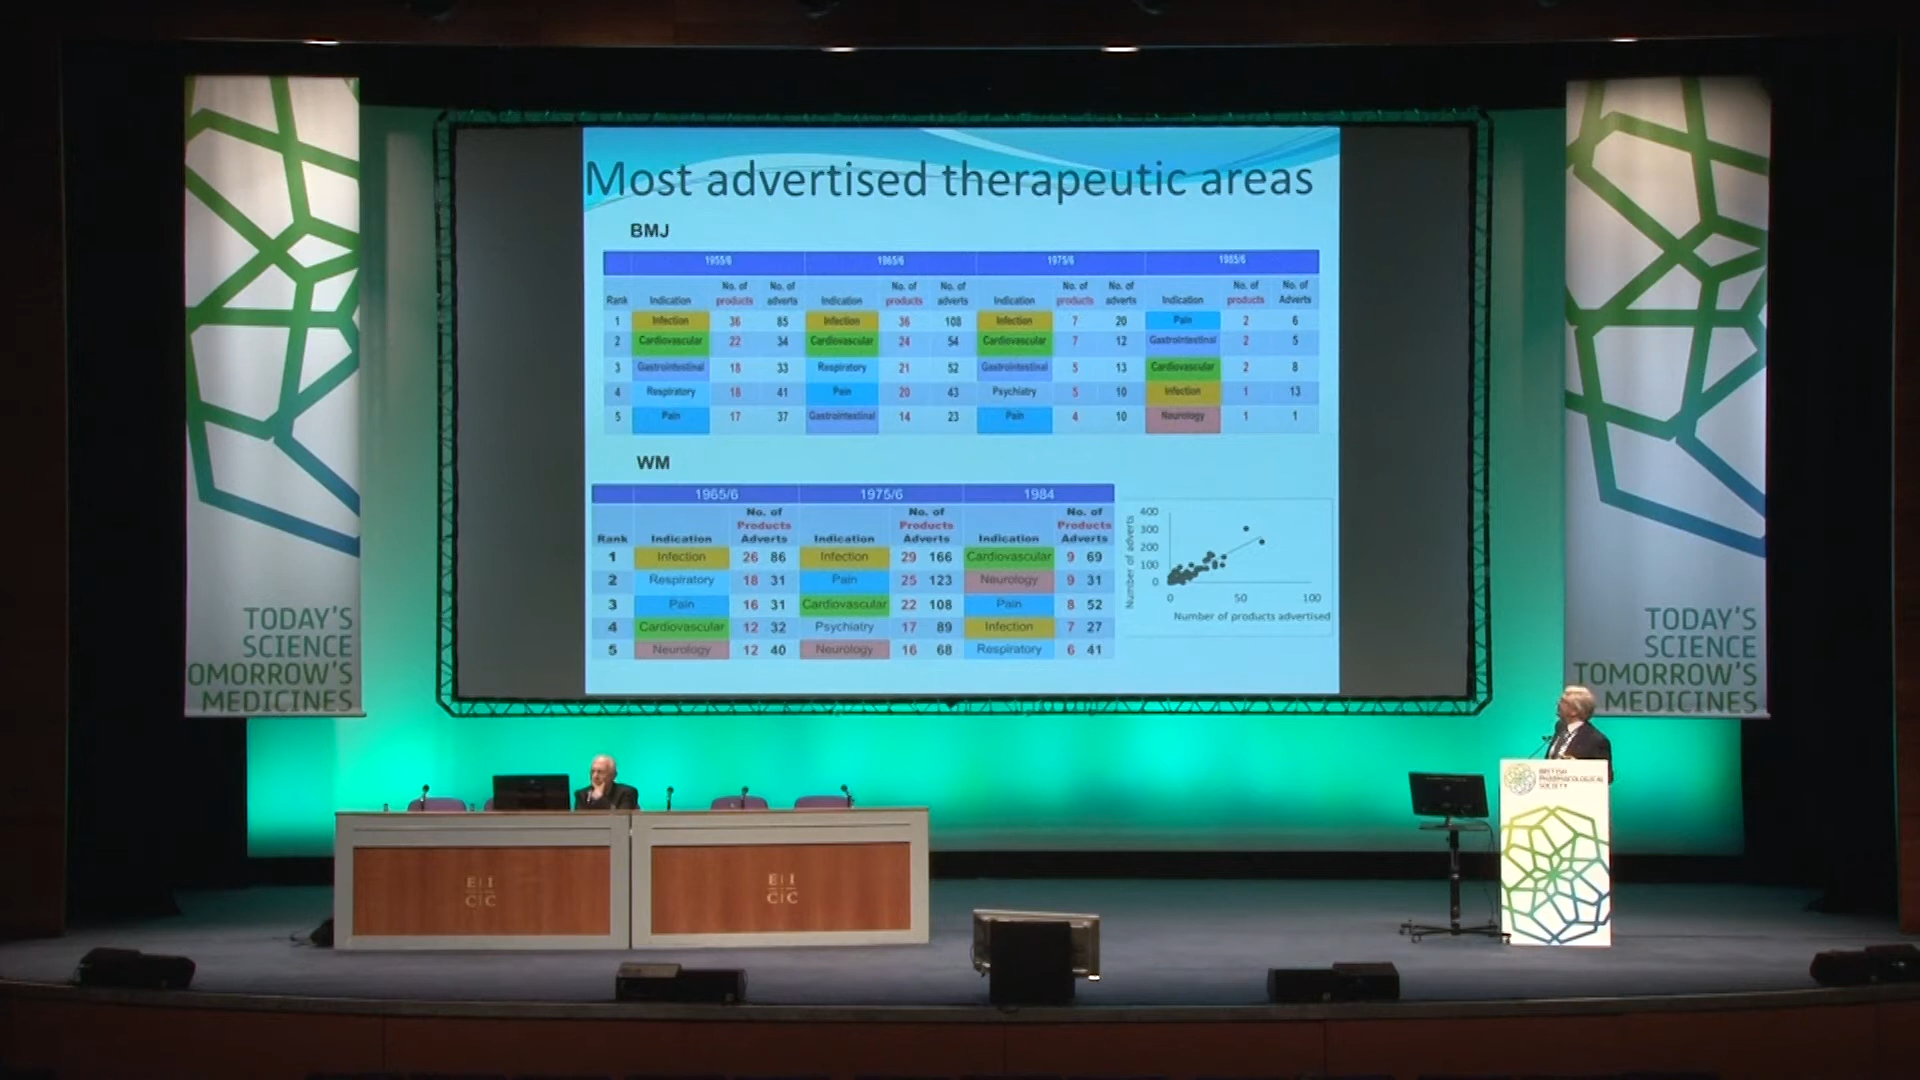 Most advertised therapeutic areas
BMJ
1955/6 1965/6 1975/6 1985/6
Rank Indication No. of products No. of adverts Indication No. of products No. of adverts Indication No. of products No. of adverts Indication No. of products No. of Adverts
1 Infection 36 85 Infection 36 108 Infection 7 20 Pain 2 6
2 Cardiovascular 22 34 Cardiovascular 24 54 Cardiovascular 7 12 Gastrointestinal 2 5
3 Gastrointestinal 18 33 Respiratory 21 52 Gastrointestinal 5 13 Cardiovascular 2 8
4 Respiratory 18 41 Pain 20 43 Psychiatry 5 10 Infection 1 13
5 Pain 17 37 Gastrointestinal 14 23 Pain 4 10 Neurology 1 1
WM
1965/6 1975/6 1984
Rank Indication No. of Products Adverts Indication No. of Products Adverts Indication No. of Products Adverts
1 Infection 26 86 Infection 29 166 Cardiovascular 9 69
2 Respiratory 18 31 Pain 25 123 Neurology 9 31
3 Pain 16 31 Cardiovascular 22 108 Pain 8 52
4 Cardiovascular 12 32 Psychiatry 17 89 Infection 7 27
5 Neurology 12 40 Neurology 16 68 Respiratory 6 41
Number of adverts
400
300
200
100
0
0 50 100
Number of products advertised
TODAY'S
SCIENCE
OMORROW'S
MEDICINES
TODAY'S
SCIENCE
TOMORROW'S
MEDICINES
BRITISH
PHARMACOLOGICAL
SOCIETY
E I
C C
E I
C C